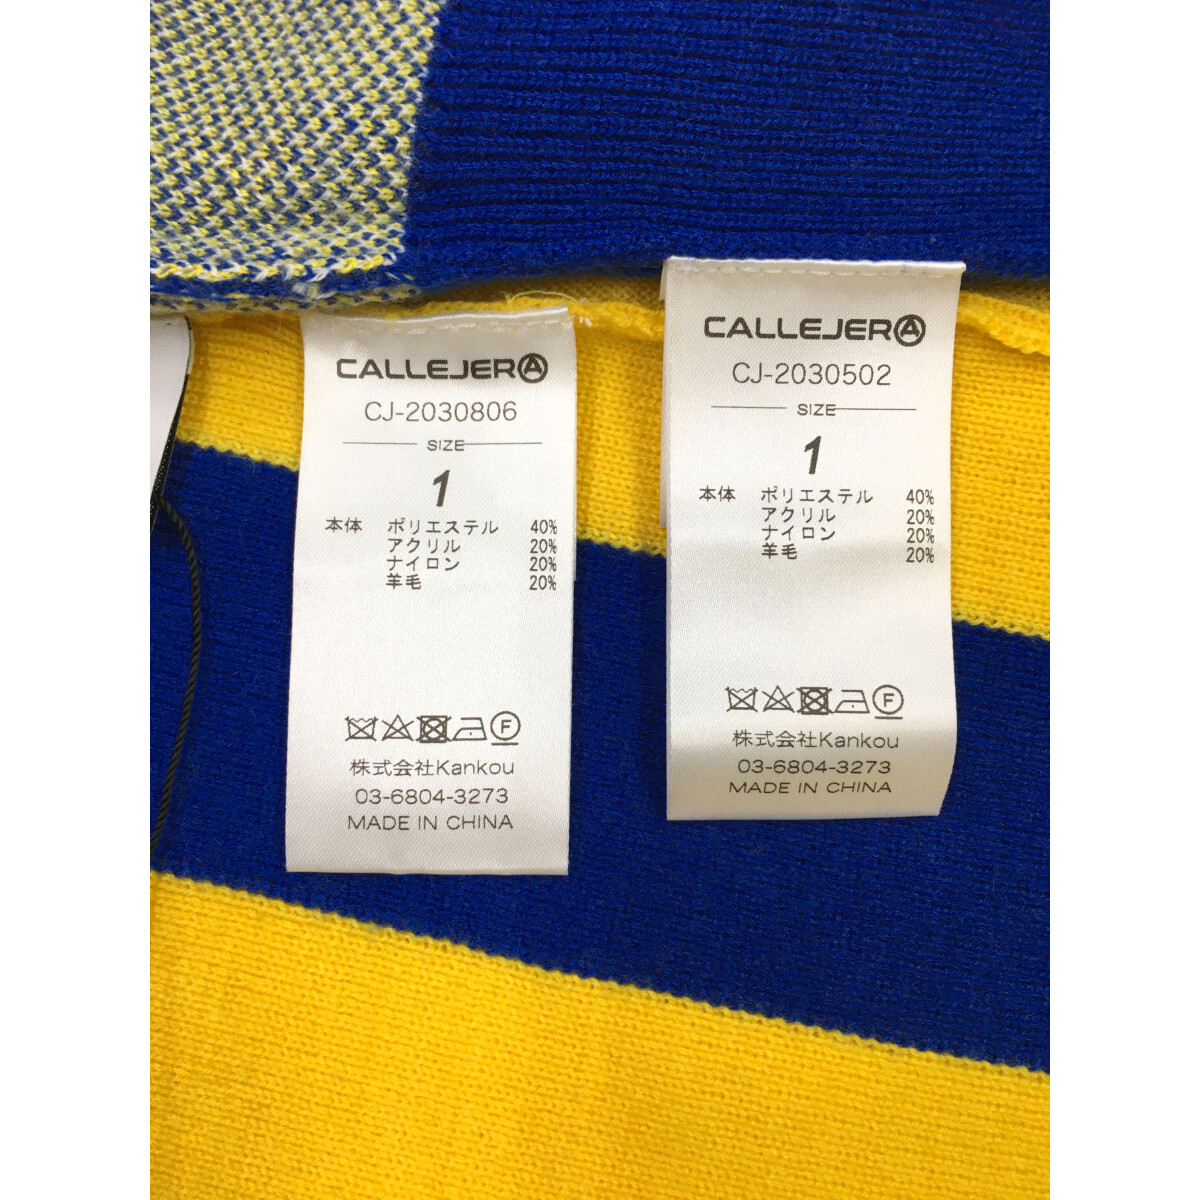 CALLEJERA
CJ-2030806
SIZE
1
本体 ポリエステル 40%
アクリル 20%
ナイロン 20%
羊毛 20%
F
株式会社Kankou
03-6804-3273
MADE IN CHINA
CALLEJERA
CJ-2030502
SIZE
1
本体 ポリエステル 40%
アクリル 20%
ナイロン 20%
羊毛 20%
F
株式会社Kankou
03-6804-3273
MADE IN CHINA